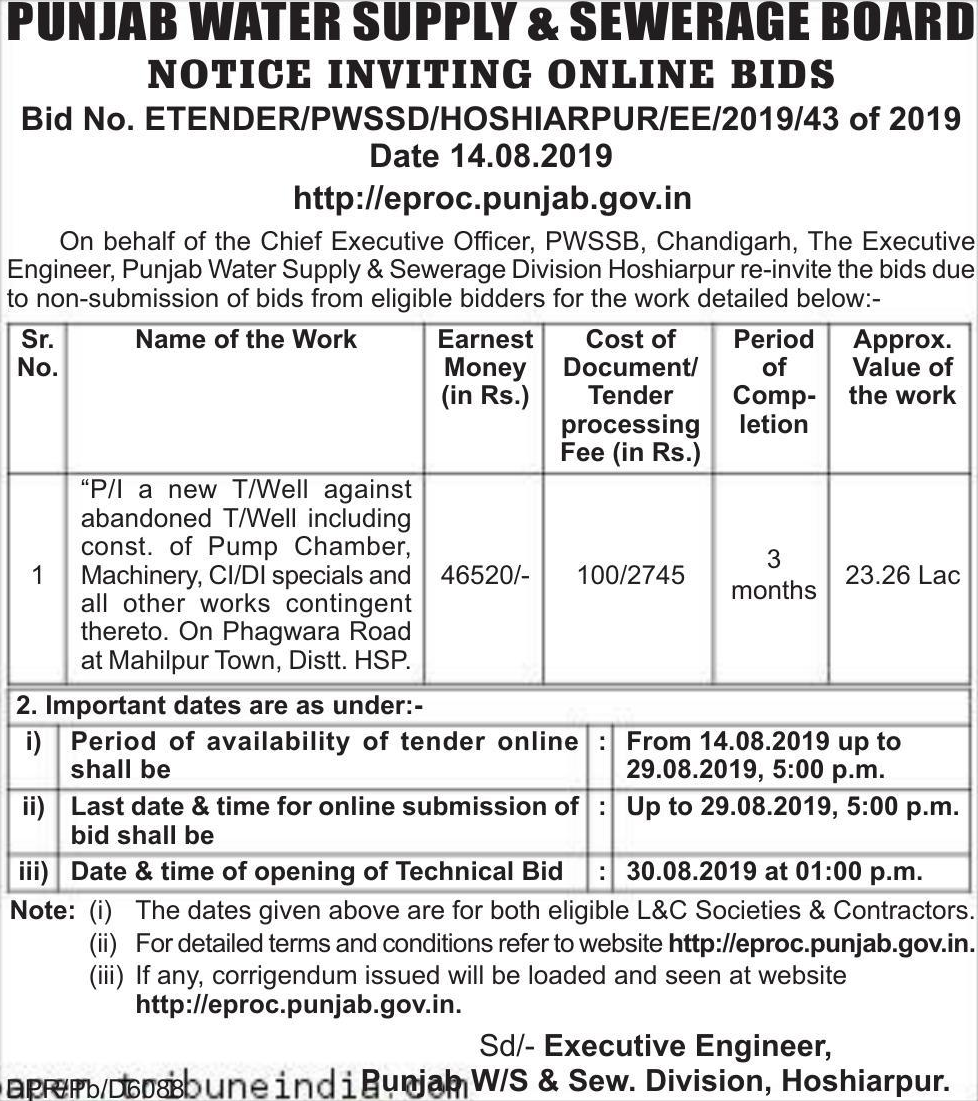 PUNJAB WATER SUPPLY & SEWERAGE BOARD
NOTICE INVITING ONLINE BIDS
Bid No. ETENDER/PWSSD/HOSHIARPUR/EE/2019/43 of 2019
Date 14.08.2019
http://eproc.punjab.gov.in
On behalf of the Chief Executive Officer, PWSSB, Chandigarh, The Executive
Engineer, Punjab Water Supply & Sewerage Division Hoshiarpur re-invite the bids due
to non-submission of bids from eligible bidders for the work detailed below:-
Sr. No. Name of the Work Earnest Money (in Rs.) Cost of Document/ Tender processing Fee (in Rs.) Period of Comp-letion Approx. Value of the work
1
“P/I a new T/Well against
abandoned T/Well including
const. of Pump Chamber,
Machinery, CI/DI specials and
all other works contingent
thereto. On Phagwara Road
at Mahilpur Town, Distt. HSP.
46520/-
100/2745
3
months
23.26 Lac
2. Important dates are as under:-
i) Period of availability of tender online : From 14.08.2019 up to
shall be 29.08.2019, 5:00 p.m.
ii) Last date & time for online submission of : Up to 29.08.2019, 5:00 p.m.
bid shall be
iii) Date & time of opening of Technical Bid : 30.08.2019 at 01:00 p.m.
Note: (i) The dates given above are for both eligible L&C Societies & Contractors.
(ii) For detailed terms and conditions refer to website http://eproc.punjab.gov.in.
(iii) If any, corrigendum issued will be loaded and seen at website
http://eproc.punjab.gov.in.
Sd/- Executive Engineer,
Punjab W/S & Sew. Division, Hoshiarpur.